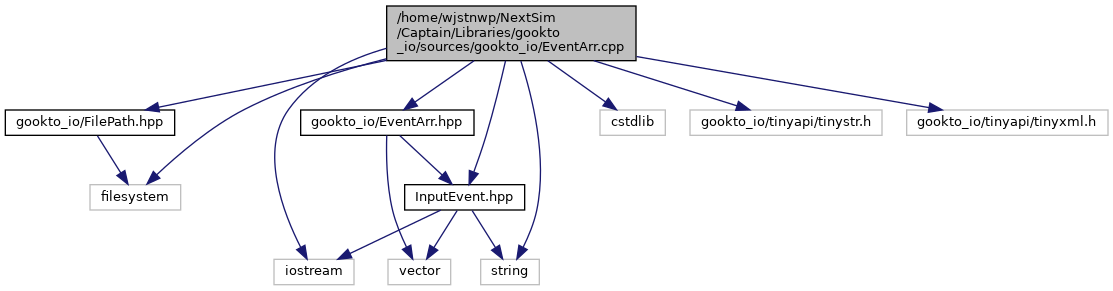 /home/wjstnwp/NextSim
/Captain/Libraries/gookto
_io/sources/gookto_io/EventArr.cpp
gookto_io/FilePath.hpp
gookto_io/EventArr.hpp
cstdlib
gookto_io/tinyapi/tinystr.h
gookto_io/tinyapi/tinyxml.h
filesystem
InputEvent.hpp
iostream
vector
string